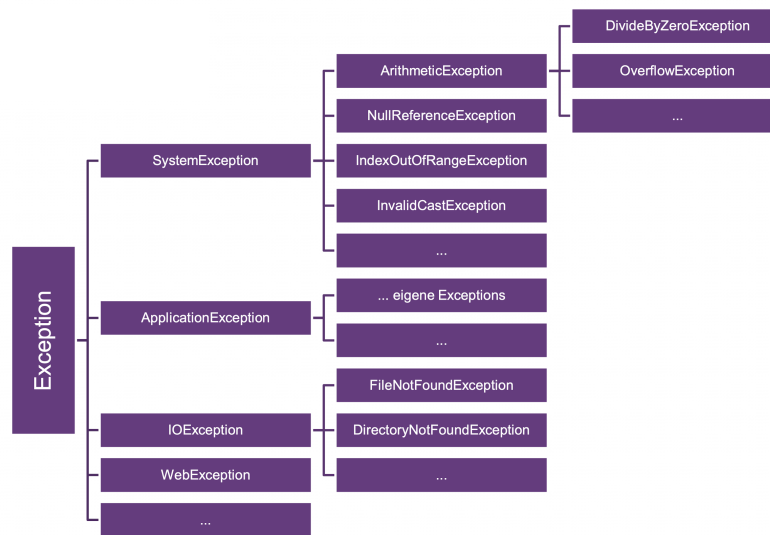 Exception
SystemException
ArithmeticException
DivideByZeroException
OverflowException
...
NullReferenceException
IndexOutOfRangeException
InvalidCastException
...
ApplicationException
... eigene Exceptions
...
IOException
FileNotFoundException
DirectoryNotFoundException
...
WebException
...